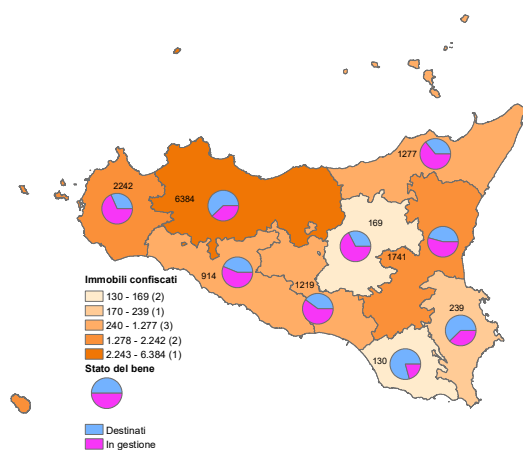 1277
2242
6384
169
1741
914
1219
239
130
Immobili confiscati
130 - 169 (2)
170 - 239 (1)
240 - 1.277 (3)
1.278 - 2.242 (2)
2.243 - 6.384 (1)
Stato del bene
Destinati
In gestione